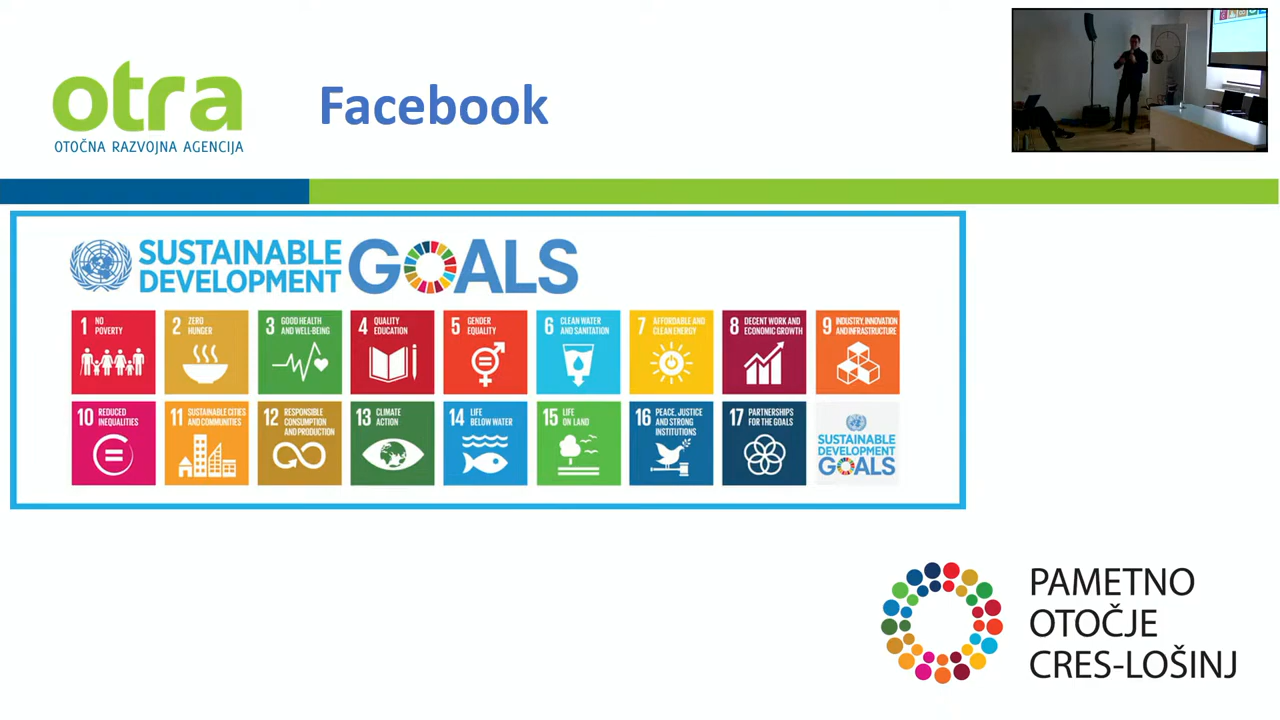 otra
OTOČNA RAZVOJNA AGENCIJA
Facebook
SUSTAINABLE
DEVELOPMENT
GOALS
1 NO
POVERTY
2 ZERO
HUNGER
3 GOOD HEALTH
AND WELL-BEING
4 QUALITY
EDUCATION
5 GENDER
EQUALITY
6 CLEAN WATER
AND SANITATION
7 AFFORDABLE AND
CLEAN ENERGY
8 DECENT WORK AND
ECONOMIC GROWTH
9 INDUSTRY, INNOVATION
AND INFRASTRUCTURE
10 REDUCED
INEQUALITIES
11 SUSTAINABLE CITIES
AND COMMUNITIES
12 RESPONSIBLE
CONSUMPTION
AND PRODUCTION
13 CLIMATE
ACTION
14 LIFE
BELOW WATER
15 LIFE
ON LAND
16 PEACE, JUSTICE
AND STRONG
INSTITUTIONS
17 PARTNERSHIPS
FOR THE GOALS
SUSTAINABLE
DEVELOPMENT
GOALS
PAMETNO
OTOČJE
CRES-LOŠINJ